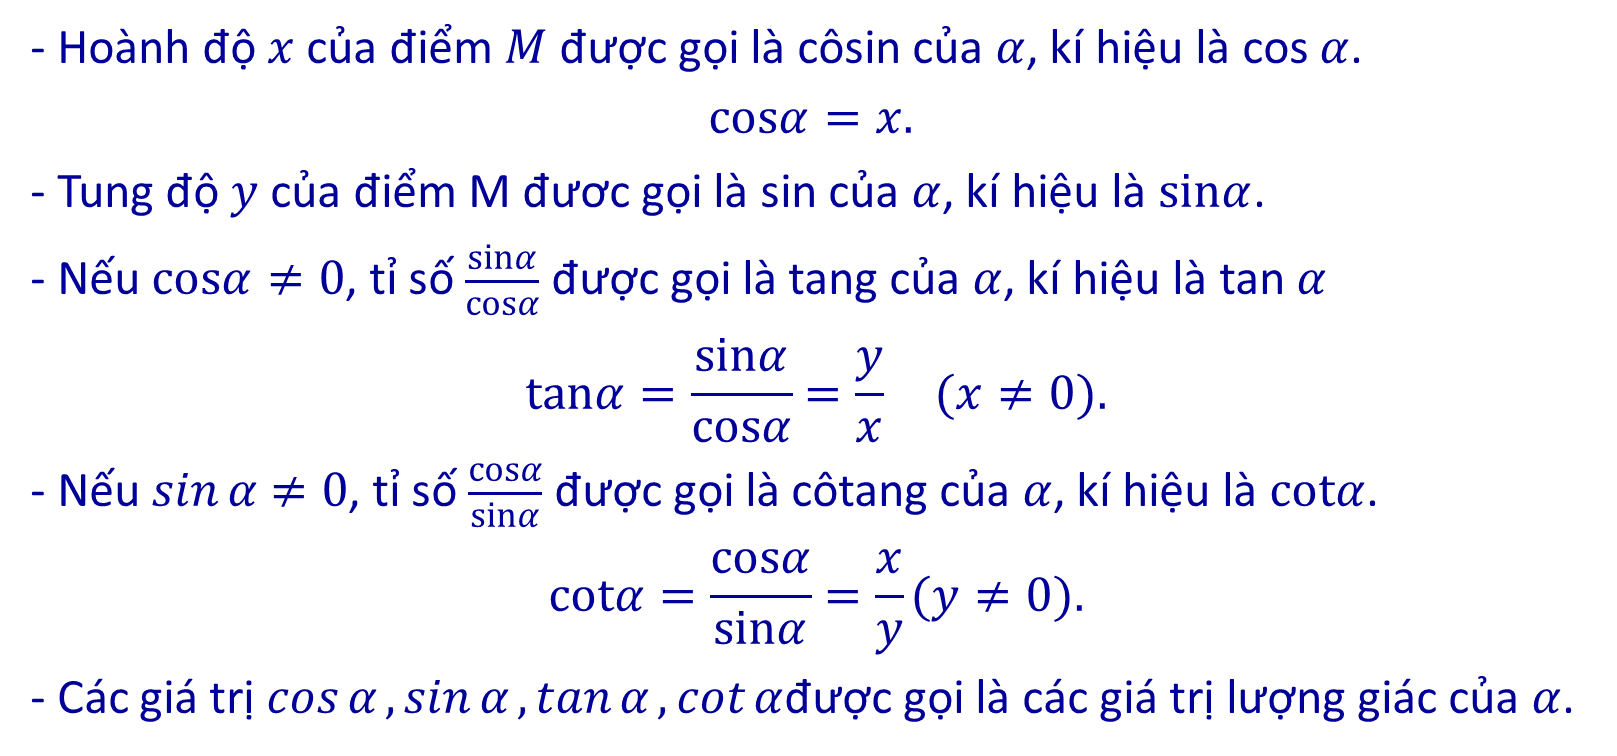 - Hoành độ x của điểm M được gọi là côsin của α, kí hiệu là cos α.
cosα = x.
- Tung độ y của điểm M đươc gọi là sin của α, kí hiệu là sinα.
- Nếu cosα ≠ 0, tỉ số sinα/cosα được gọi là tang của α, kí hiệu là tan α
tanα = sinα/cosα = y/x (x ≠ 0).
- Nếu sin α ≠ 0, tỉ số cosα/sinα được gọi là côtang của α, kí hiệu là cotα.
cotα = cosα/sinα = x/y (y ≠ 0).
- Các giá trị cos α , sin α , tan α , cot α được gọi là các giá trị lượng giác của α.